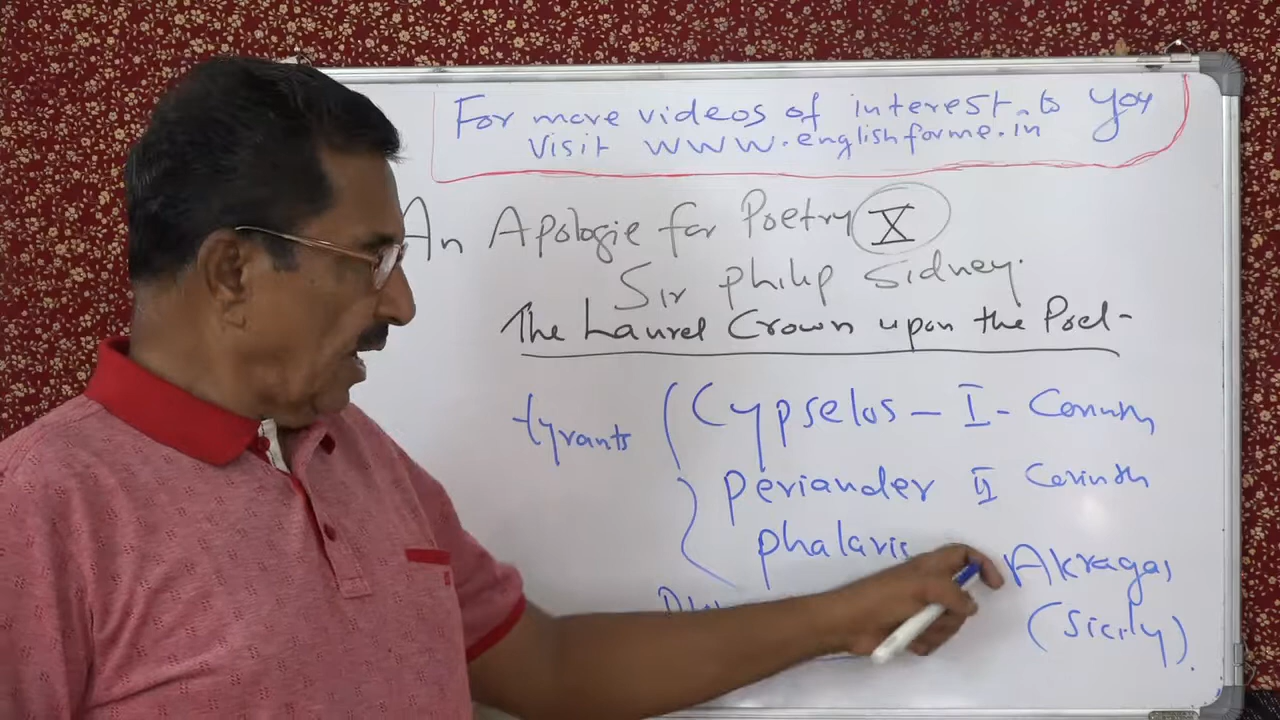 For more videos of interest to you
Visit www.englishforme.in
An Apologie for Poetry X
Sir Philip Sidney.
The Laurel Crown upon the Poet-
tyrants Cypselos - I - Corinth
Periander II Corinth
Phalaris Akragas
(Sicily).